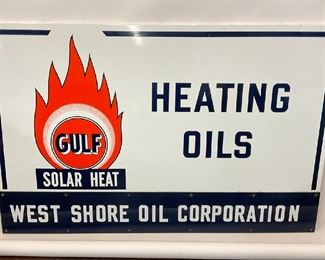 GULF
SOLAR HEAT
HEATING
OILS
WEST SHORE OIL CORPORATION